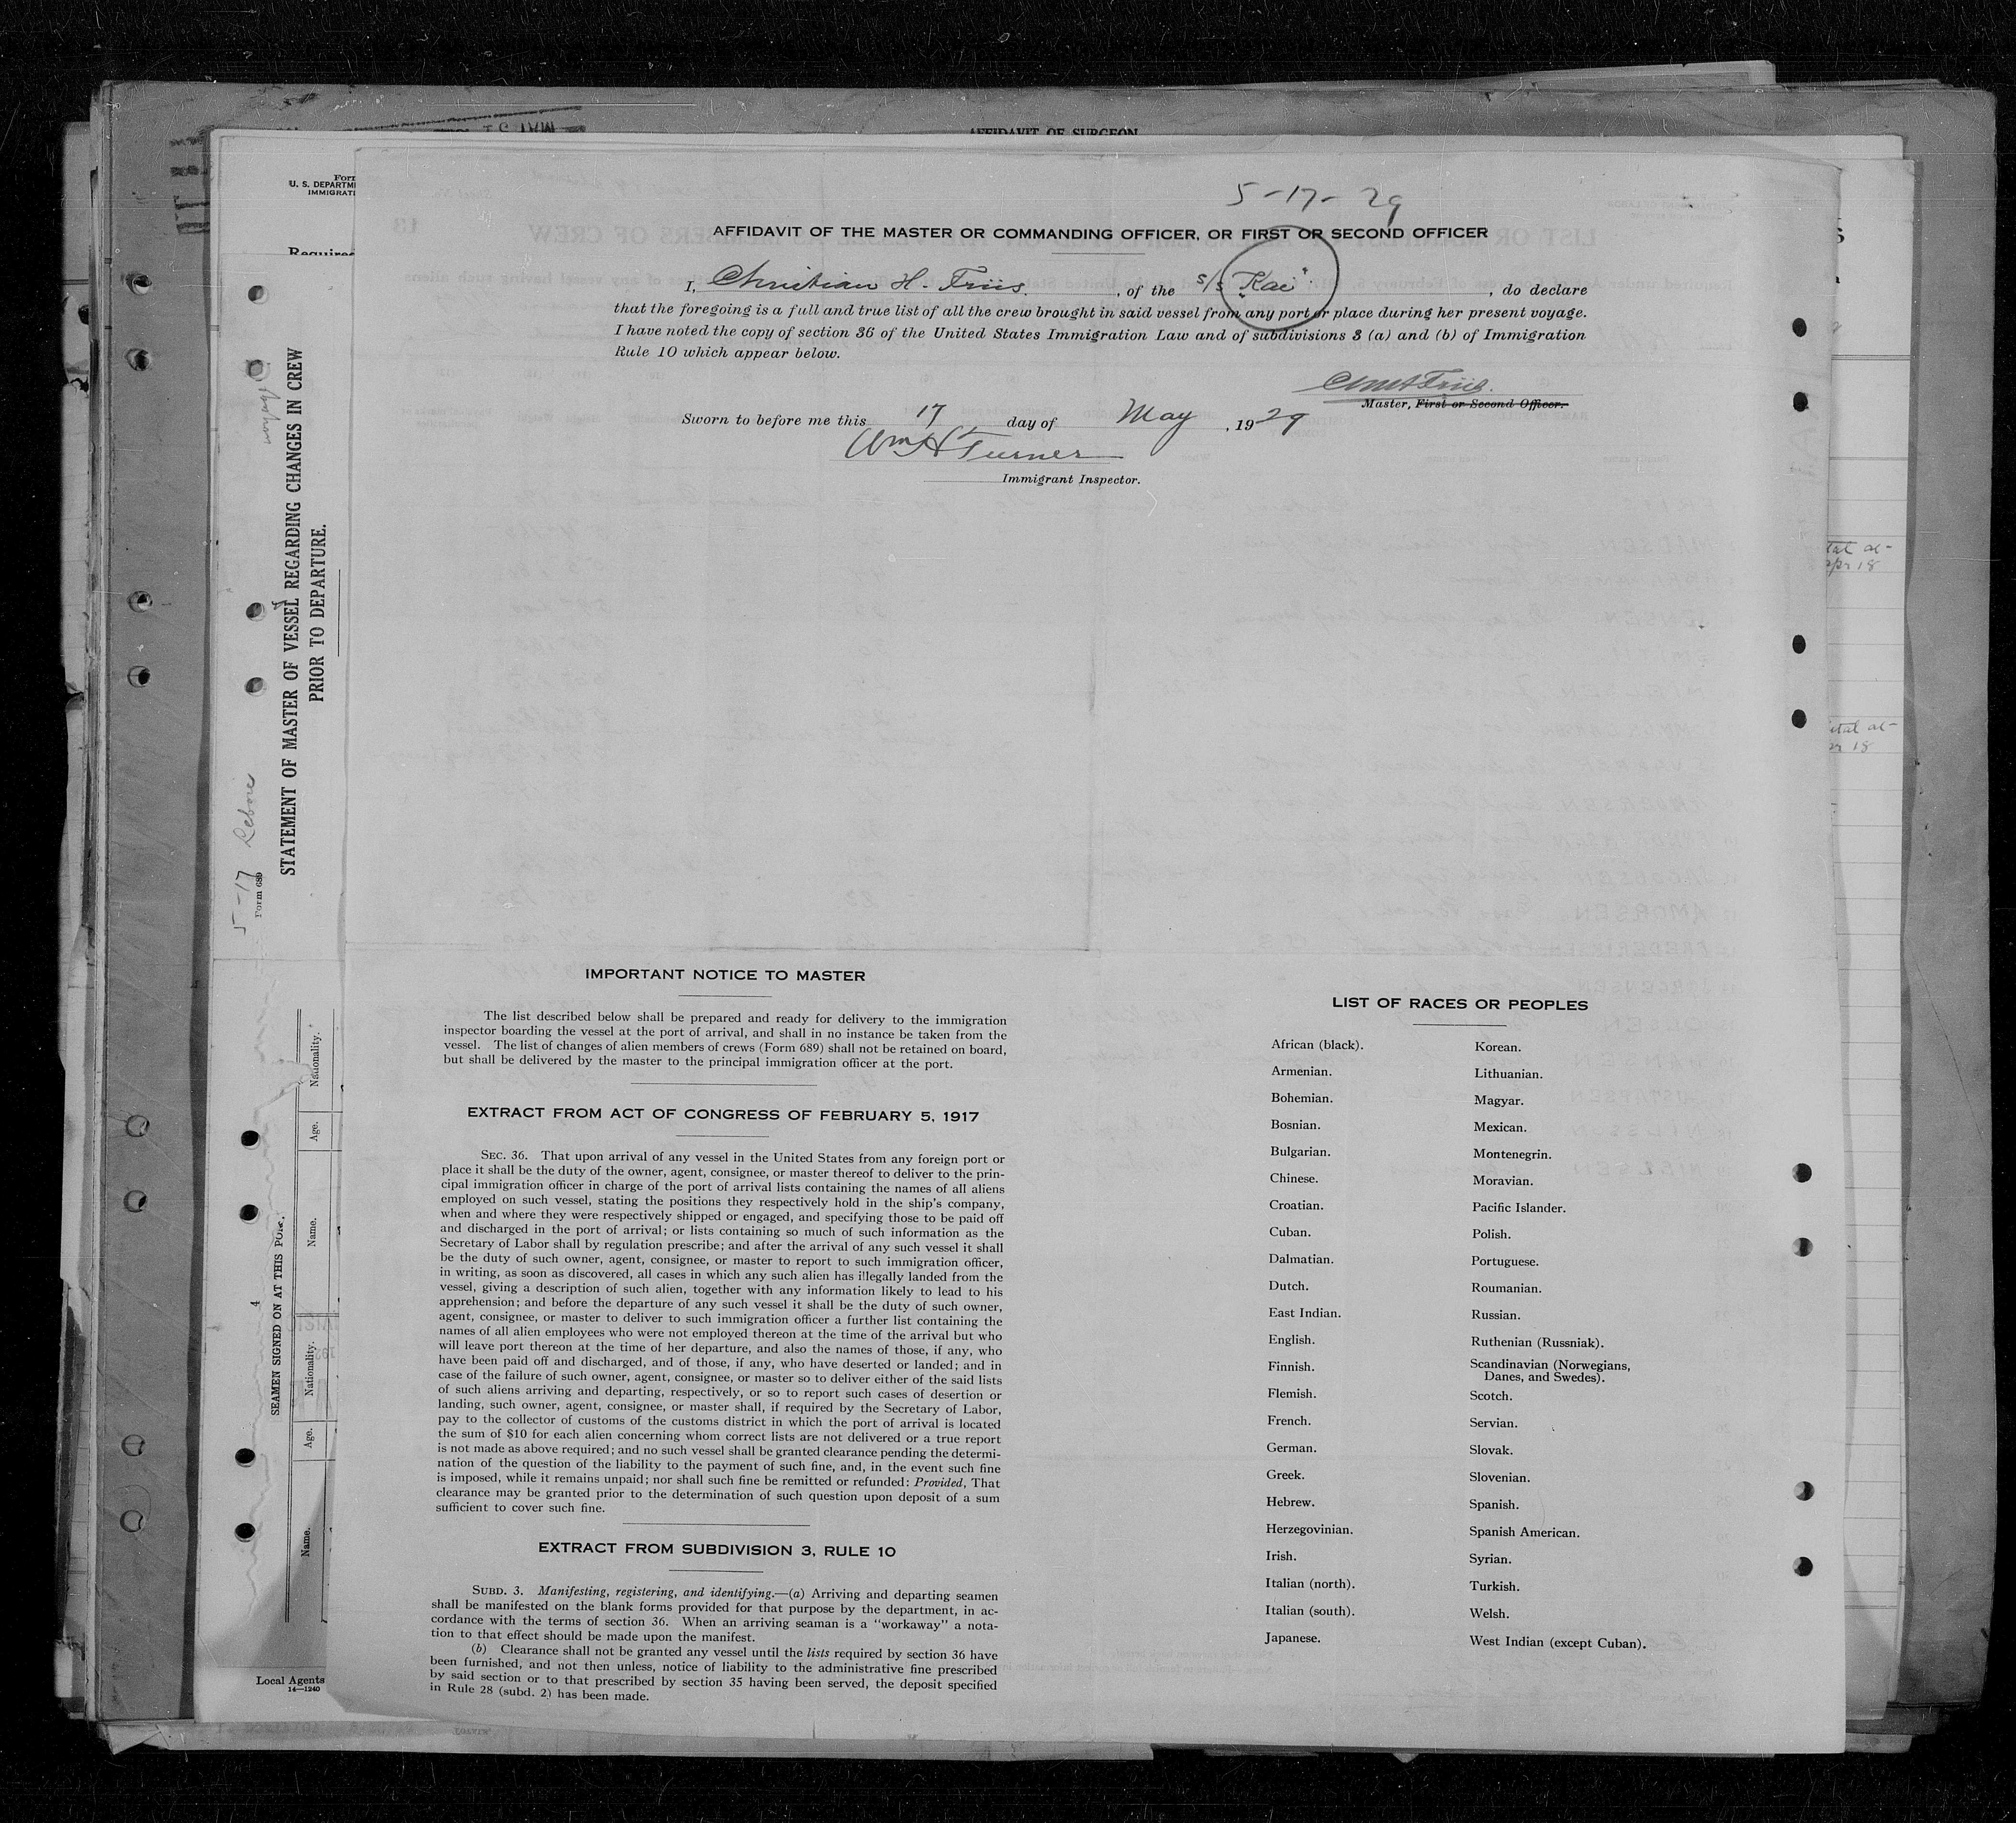 AFFIDAVIT OF SURGEON
5-17-29
AFFIDAVIT OF THE MASTER OR COMMANDING OFFICER, OR FIRST OR SECOND OFFICER
I, Christian H. Friis, of the s/s "Kai", do declare
that the foregoing is a full and true list of all the crew brought in said vessel from any port or place during her present voyage.
I have noted the copy of section 36 of the United States Immigration Law and of subdivisions 3 (a) and (b) of Immigration
Rule 10 which appear below.
Master, First or Second Officer.
Sworn to before me this 17 day of May, 1929
Wm H Turner
Immigrant Inspector.
IMPORTANT NOTICE TO MASTER
The list described below shall be prepared and ready for delivery to the immigration
inspector boarding the vessel at the port of arrival, and shall in no instance be taken from the
vessel. The list of changes of alien members of crews (Form 689) shall not be retained on board,
but shall be delivered by the master to the principal immigration officer at the port.
EXTRACT FROM ACT OF CONGRESS OF FEBRUARY 5, 1917
SEC. 36. That upon arrival of any vessel in the United States from any foreign port or
place it shall be the duty of the owner, agent, consignee, or master thereof to deliver to the prin-
cipal immigration officer in charge of the port of arrival lists containing the names of all aliens
employed on such vessel, stating the positions they respectively hold in the ship's company,
when and where they were respectively shipped or engaged, and specifying those to be paid off
and discharged in the port of arrival; or lists containing so much of such information as the
Secretary of Labor shall by regulation prescribe; and after the arrival of any such vessel it shall
be the duty of such owner, agent, consignee, or master to report to such immigration officer,
in writing, as soon as discovered, all cases in which any such alien has illegally landed from the
vessel, giving a description of such alien, together with any information likely to lead to his
apprehension; and before the departure of any such vessel it shall be the duty of such owner,
agent, consignee, or master to deliver to such immigration officer a further list containing the
names of all alien employees who were not employed thereon at the time of the arrival but who
will leave port thereon at the time of her departure, and also the names of those, if any, who
have been paid off and discharged, and of those, if any, who have deserted or landed; and in
case of the failure of such owner, agent, consignee, or master so to deliver either of the said lists
of such aliens arriving and departing, respectively, or so to report such cases of desertion or
landing, such owner, agent, consignee, or master shall, if required by the Secretary of Labor,
pay to the collector of customs of the customs district in which the port of arrival is located
the sum of $10 for each alien concerning whom correct lists are not delivered or a true report
is not made as above required; and no such vessel shall be granted clearance pending the determi-
nation of the question of the liability to the payment of such fine, and, in the event such fine
is imposed, while it remains unpaid; nor shall such fine be remitted or refunded: Provided, That
clearance may be granted prior to the determination of such question upon deposit of a sum
sufficient to cover such fine.
EXTRACT FROM SUBDIVISION 3, RULE 10
SUBD. 3. Manifesting, registering, and identifying.—(a) Arriving and departing seamen
shall be manifested on the blank forms provided for that purpose by the department, in ac-
cordance with the terms of section 36. When an arriving seaman is a "workaway" a nota-
tion to that effect should be made upon the manifest.
(b) Clearance shall not be granted any vessel until the lists required by section 36 have
been furnished, and not then unless, notice of liability to the administrative fine prescribed
by said section or to that prescribed by section 35 having been served, the deposit specified
in Rule 28 (subd. 2) has been made.
LIST OF RACES OR PEOPLES
African (black).
Armenian.
Bohemian.
Bosnian.
Bulgarian.
Chinese.
Croatian.
Cuban.
Dalmatian.
Dutch.
East Indian.
English.
Finnish.
Flemish.
French.
German.
Greek.
Hebrew.
Herzegovinian.
Irish.
Italian (north).
Italian (south).
Japanese.
Korean.
Lithuanian.
Magyar.
Mexican.
Montenegrin.
Moravian.
Pacific Islander.
Polish.
Portuguese.
Roumanian.
Russian.
Ruthenian (Russniak).
Scandinavian (Norwegians,
Danes, and Swedes).
Scotch.
Servian.
Slovak.
Slovenian.
Spanish.
Spanish American.
Syrian.
Turkish.
Welsh.
West Indian (except Cuban).
U. S. DEPARTM
IMMIGRATI
Form 689
5-17
STATEMENT OF MASTER OF VESSEL REGARDING CHANGES IN CREW
PRIOR TO DEPARTURE.
4
SEAMEN SIGNED ON AT THIS PORT.
Name.
Age.
Nationality.
Name.
Age.
Nationality.
Local Agents
14—1240